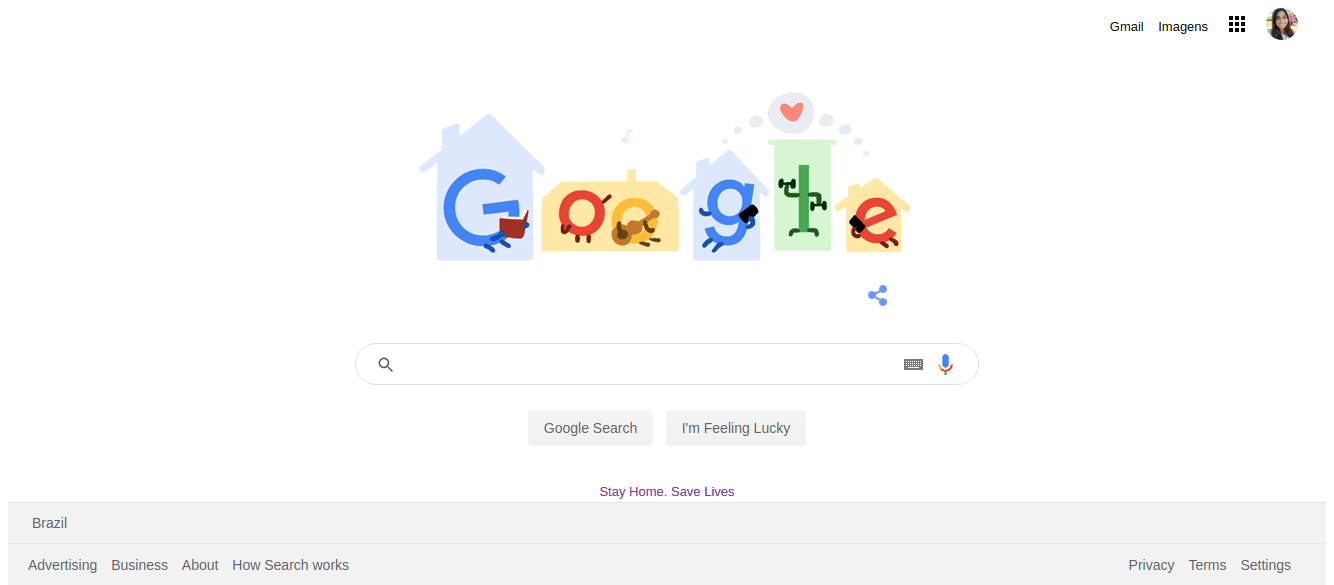 Gmail Imagens
Google
Google Search I'm Feeling Lucky
Stay Home. Save Lives
Brazil
Advertising Business About How Search works Privacy Terms Settings